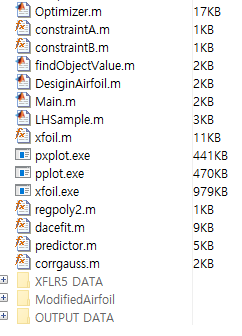 Optimizer.m 17KB
constraintA.m 1KB
constraintB.m 1KB
findObjectValue.m 2KB
DesiginAirfoil.m 2KB
Main.m 2KB
LHSample.m 3KB
xfoil.m 11KB
pxplot.exe 441KB
pplot.exe 470KB
xfoil.exe 979KB
regpoly2.m 1KB
dacefit.m 9KB
predictor.m 5KB
corrgauss.m 2KB
XFLR5 DATA
ModifiedAirfoil
OUTPUT DATA